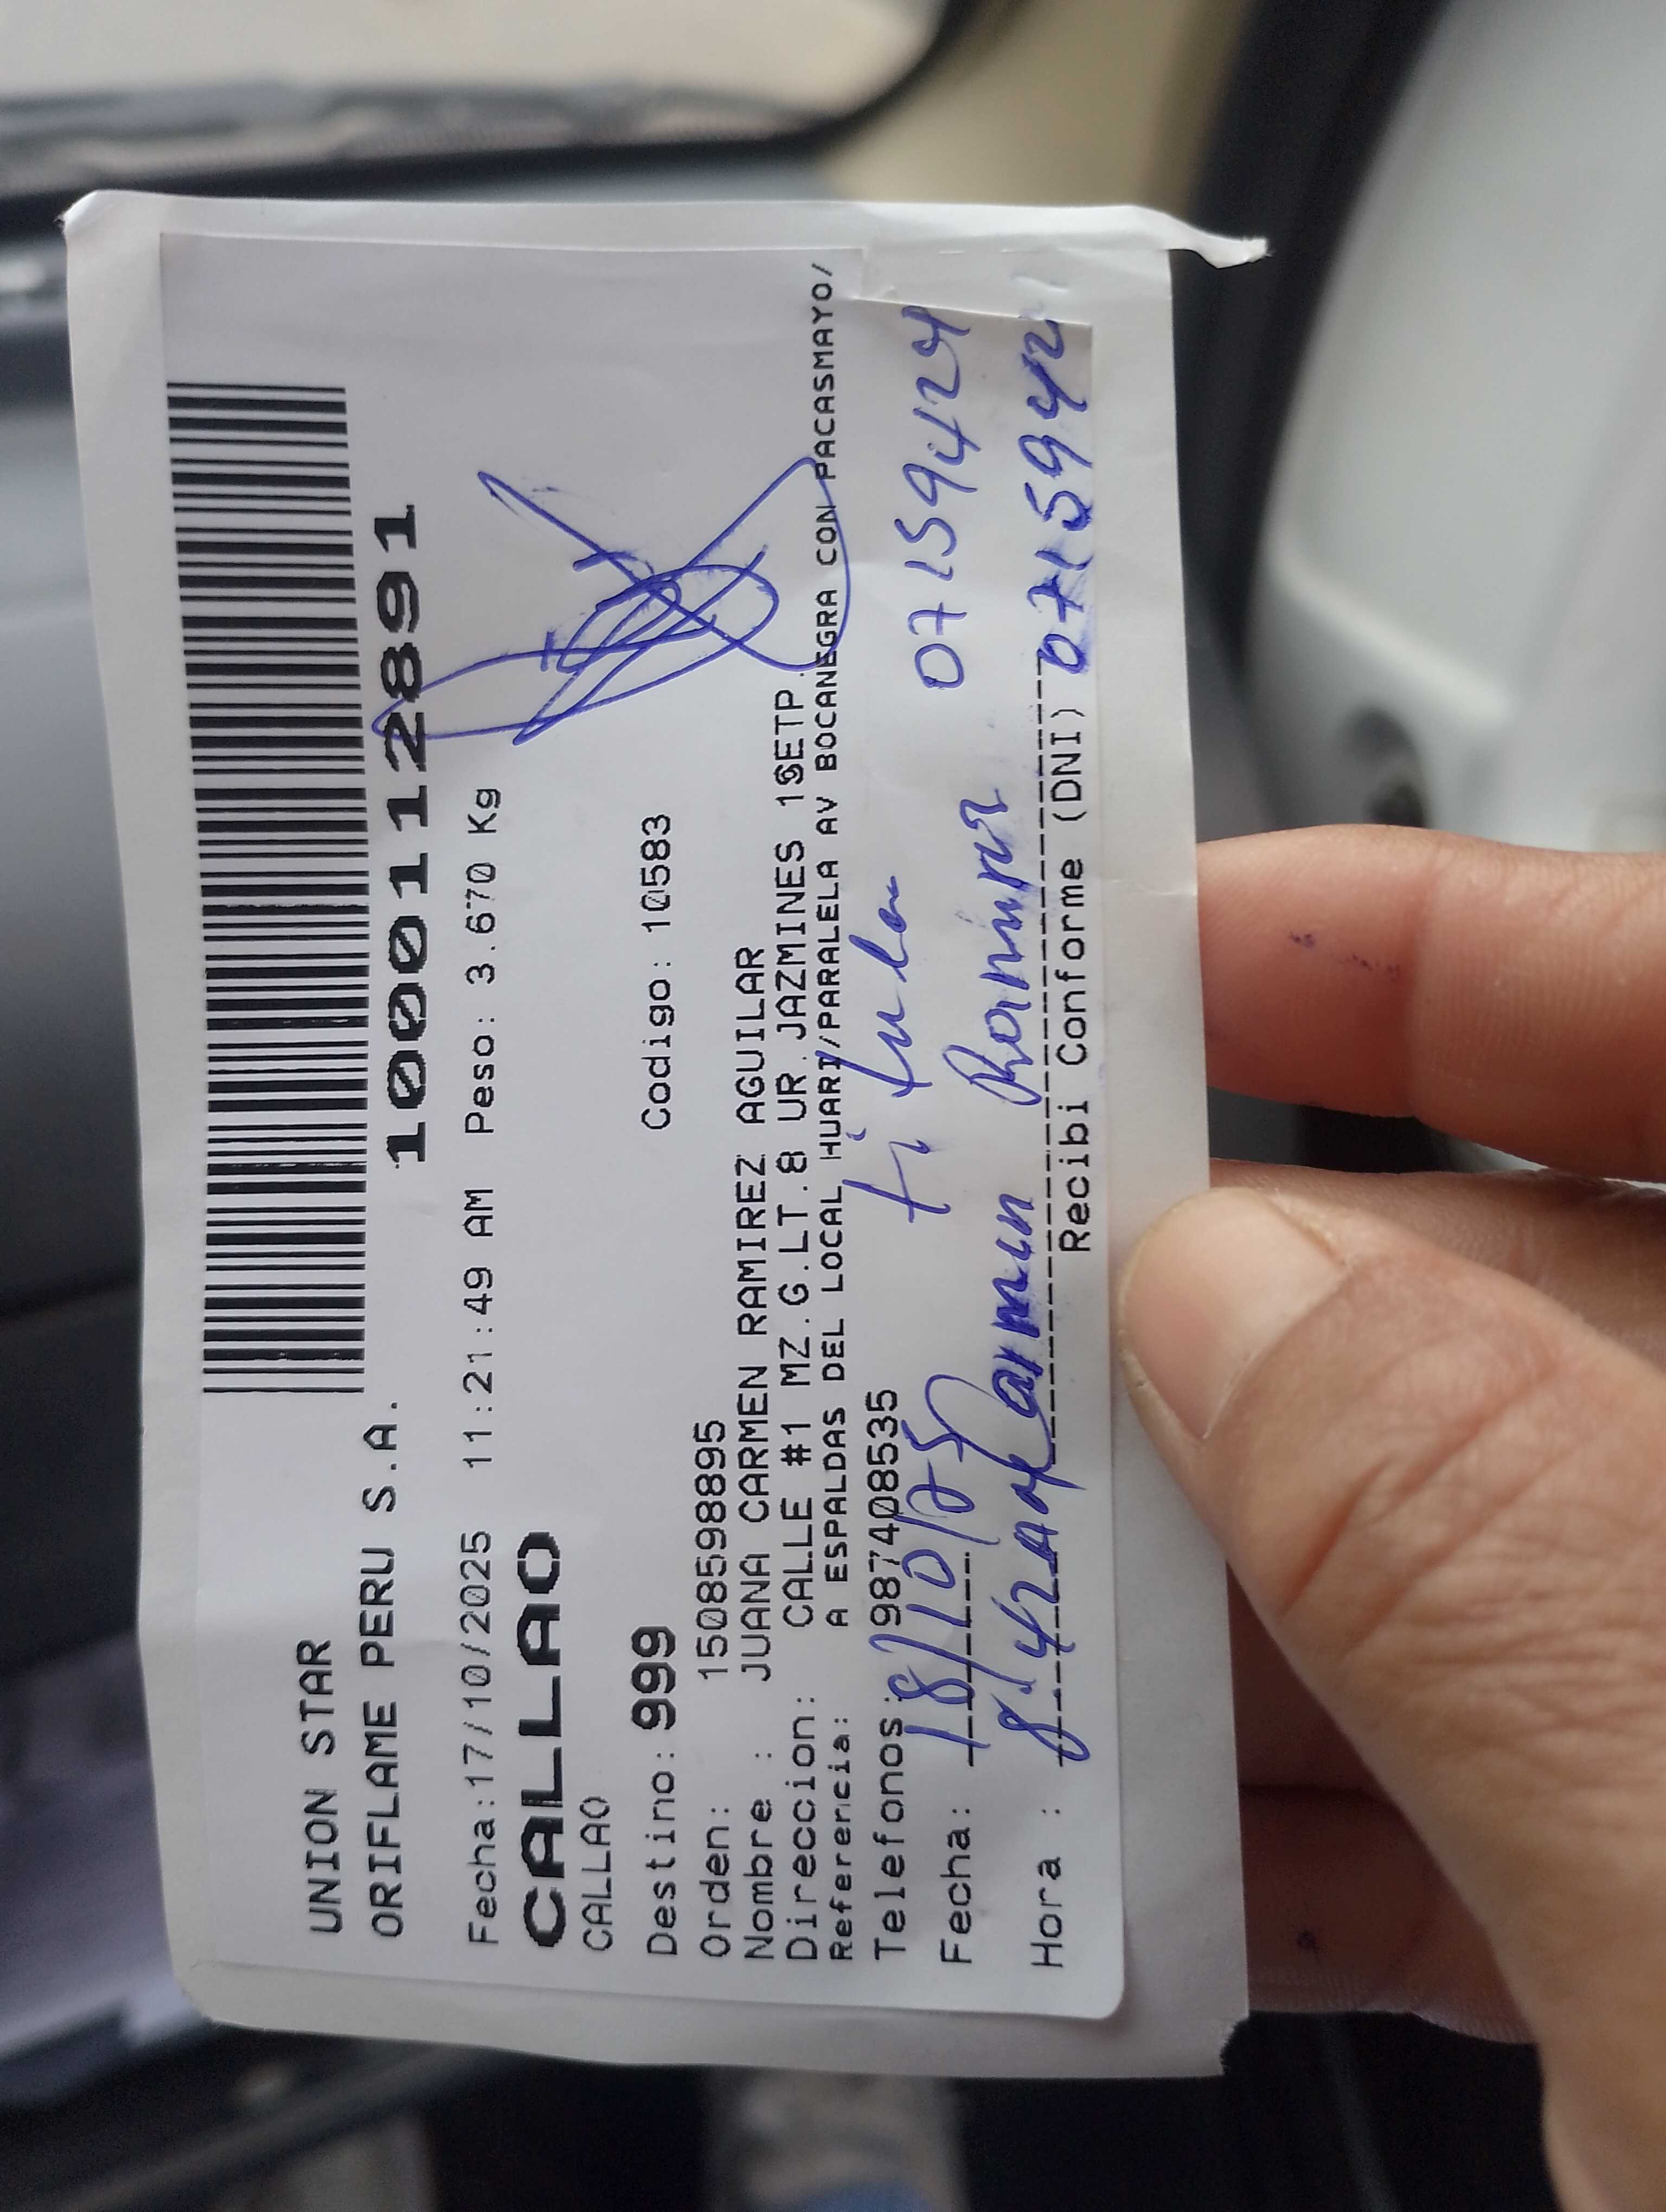 UNION STAR
ORIFLAME PERU S.A.
1000112891
Fecha:17/10/2025 11:21:49 AM Peso: 3.670 Kg
CALLAO
CALLAO
Destino: 999 Codigo: 10583
Orden: 1508598895
Nombre : JUANA CARMEN RAMIREZ AGUILAR
Direccion: CALLE #1 MZ.G.LT.8 UR.JAZMINES 1SETP.
Referencia: A ESPALDAS DEL LOCAL HUARI/PARALELA AV BOCANEGRA CON PACASMAYO/
Telefonos: 987408535
Fecha: 18/10/25 titular 07159424
Hora : 8:42 Carmen Ramirez
Recibi Conforme (DNI) 0715942